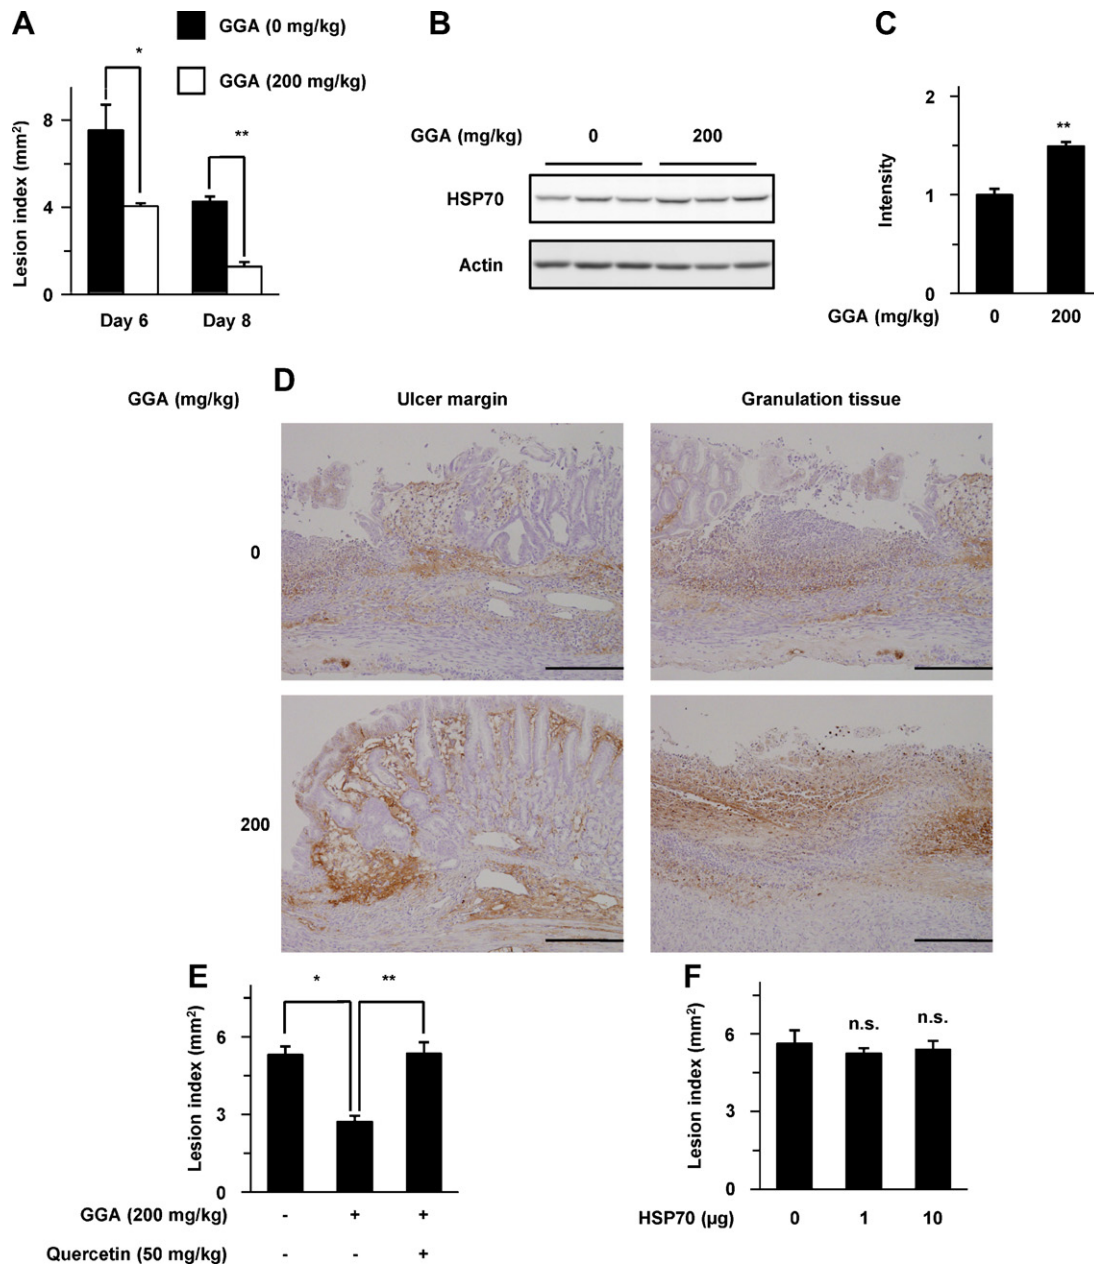 A
GGA (0 mg/kg)
GGA (200 mg/kg)
*
**
Lesion index (mm²)
8
4
0
Day 6
Day 8
B
GGA (mg/kg)
0
200
HSP70
Actin
C
2
**
Intensity
1
0
GGA (mg/kg)
0
200
D
GGA (mg/kg)
Ulcer margin
Granulation tissue
0
200
E
*
**
Lesion index (mm²)
6
3
0
GGA (200 mg/kg)
-
+
+
Quercetin (50 mg/kg)
-
-
+
F
n.s.
n.s.
Lesion index (mm²)
6
3
0
HSP70 (µg)
0
1
10